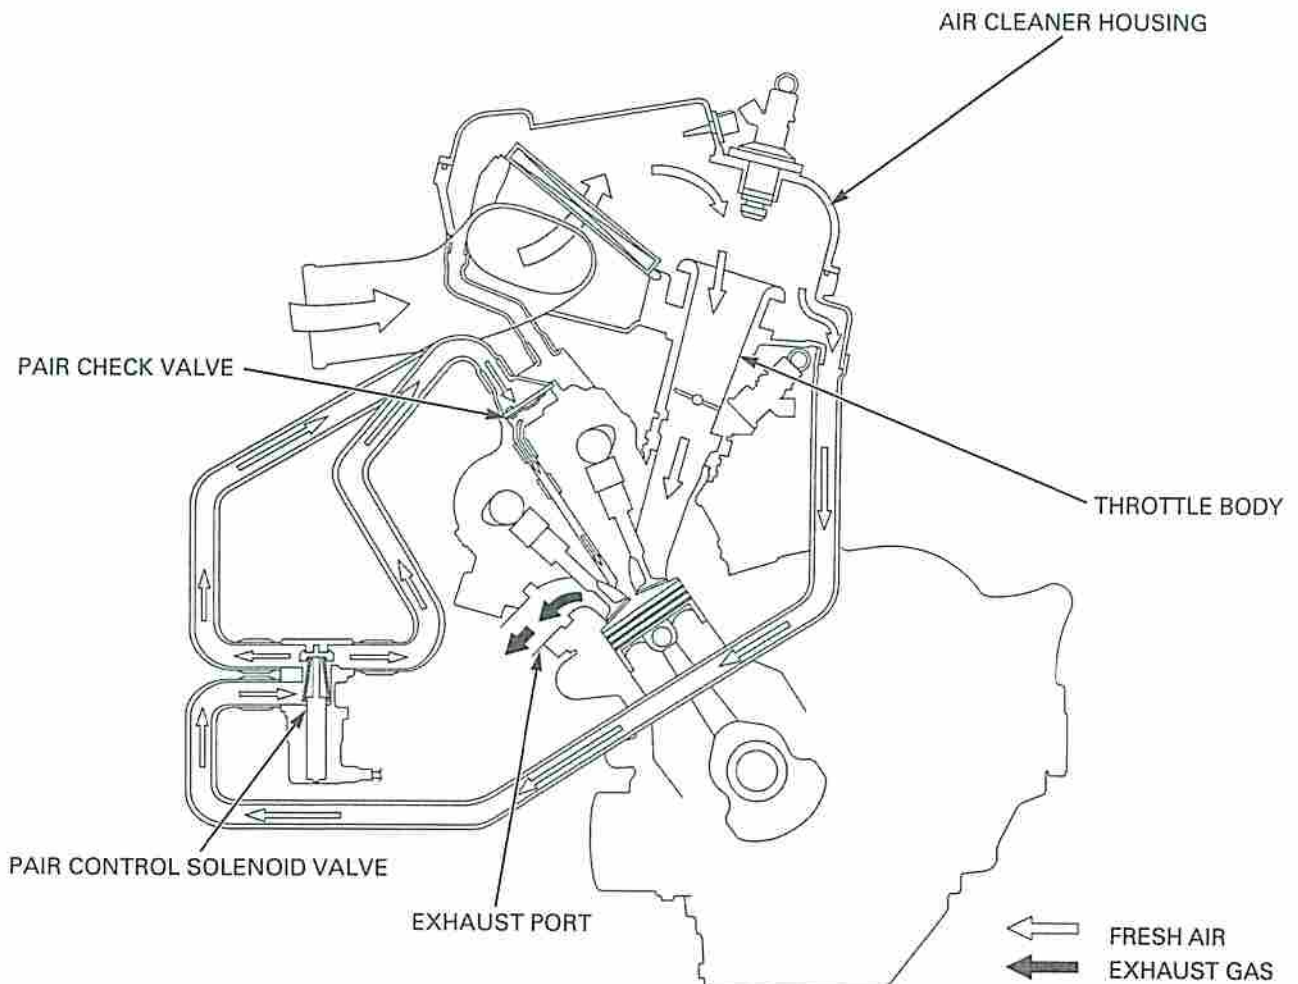 AIR CLEANER HOUSING
PAIR CHECK VALVE
THROTTLE BODY
PAIR CONTROL SOLENOID VALVE
EXHAUST PORT
FRESH AIR
EXHAUST GAS